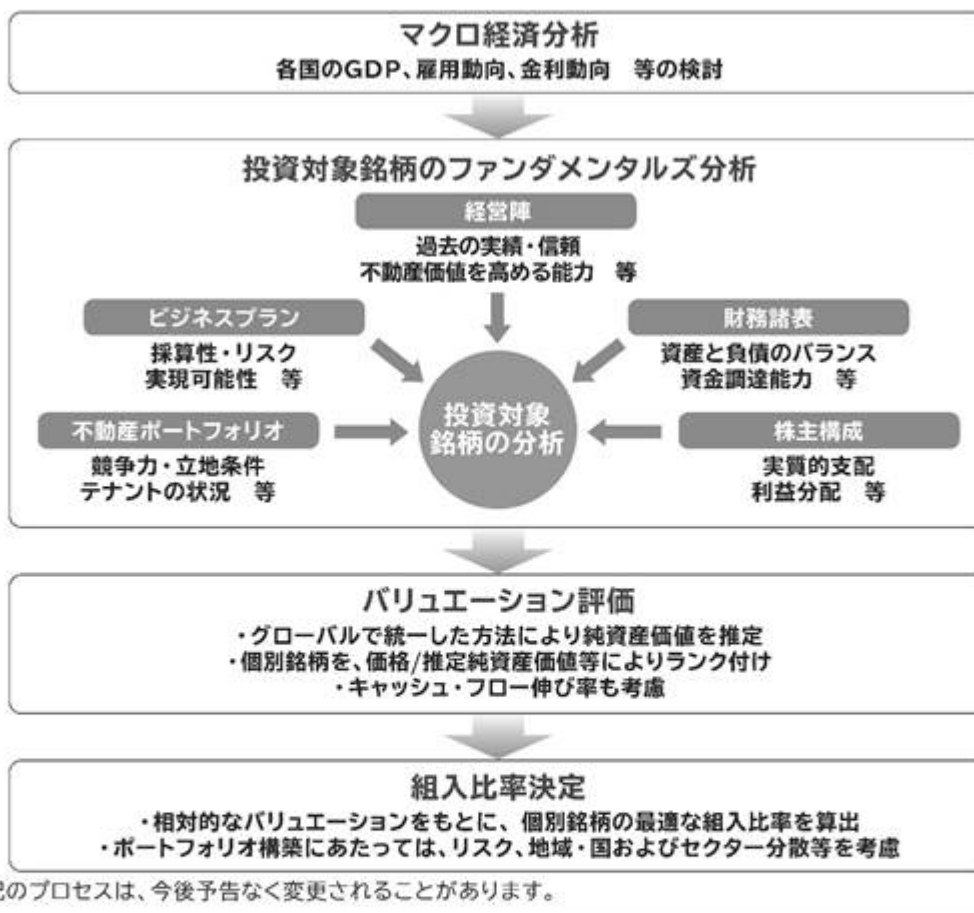 マクロ経済分析
各国のGDP、雇用動向、金利動向　等の検討
投資対象銘柄のファンダメンタルズ分析
経営陣
過去の実績・信頼
不動産価値を高める能力　等
ビジネスプラン
採算性・リスク
実現可能性　等
財務諸表
資産と負債のバランス
資金調達能力　等
不動産ポートフォリオ
競争力・立地条件
テナントの状況　等
投資対象
銘柄の分析
株主構成
実質的支配
利益分配　等
バリュエーション評価
・グローバルで統一した方法により純資産価値を推定
・個別銘柄を、価格/推定純資産価値等によりランク付け
・キャッシュ・フロー伸び率も考慮
組入比率決定
・相対的なバリュエーションをもとに、個別銘柄の最適な組入比率を算出
・ポートフォリオ構築にあたっては、リスク、地域・国およびセクター分散等を考慮
記のプロセスは、今後予告なく変更されることがあります。